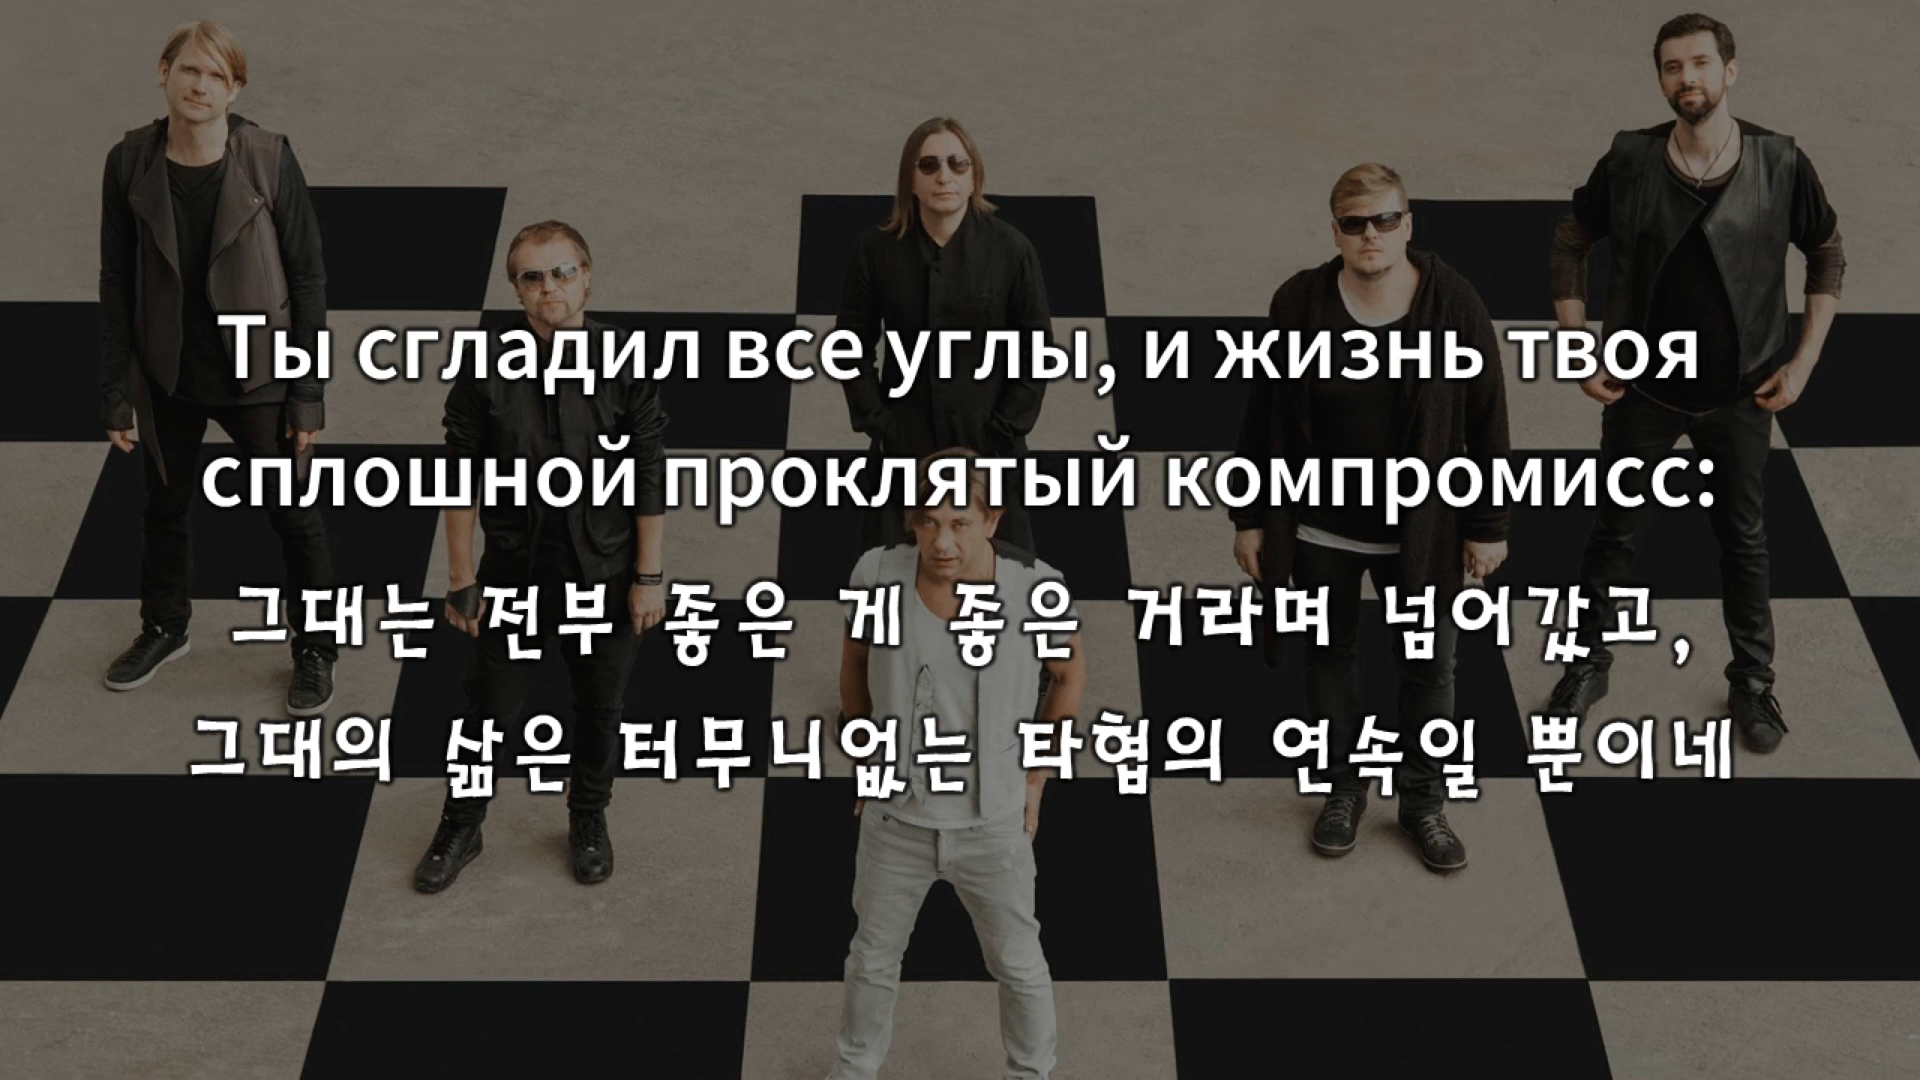 Ты сгладил все углы, и жизнь твоя
сплошной проклятый компромисс:
그대는 전부 좋은 게 좋은 거라며 넘어갔고,
그대의 삶은 터무니없는 타협의 연속일 뿐이네